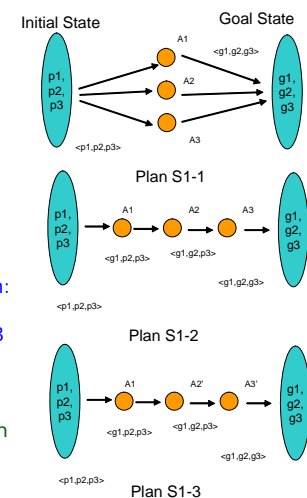 Initial State
Goal State
A1
<g1,g2,g3>
p1,
p2,
p3
A2
g1,
g2,
g3
A3
<p1,p2,p3>
Plan S1-1
p1,
p2,
p3
A1
A2
A3
g1,
g2,
g3
<g1,p2,p3>
<g1,g2,p3>
<g1,g2,g3>
n:
<p1,p2,p3>
Plan S1-2
3
p1,
p2,
p3
A1
A2'
A3'
g1,
g2,
g3
n
<g1,p2,p3>
<g1,g2,p3>
<g1,g2,g3>
<p1,p2,p3>
Plan S1-3